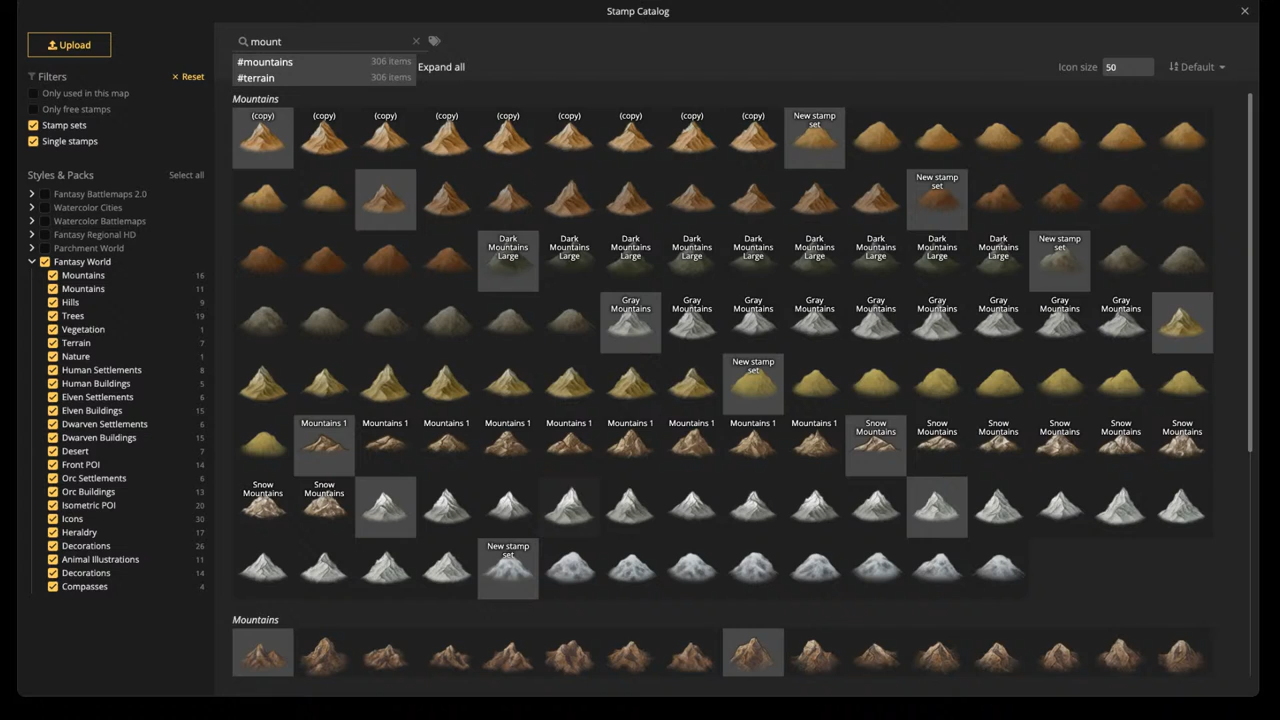 Stamp Catalog
Upload
mount
#mountains 306 items
#terrain 306 items
Expand all
Icon size 50
Default
Filters
Reset
Only used in this map
Only free stamps
Stamp sets
Single stamps
Styles & Packs
Select all
Fantasy Battlemaps 2.0
Watercolor Cities
Watercolor Battlemaps
Fantasy Regional HD
Parchment World
Fantasy World
Mountains 16
Mountains 11
Hills 9
Trees 19
Vegetation 1
Terrain 7
Nature 1
Human Settlements 8
Human Buildings 5
Elven Settlements 6
Elven Buildings 15
Dwarven Settlements 6
Dwarven Buildings 15
Desert 7
Front POI 14
Orc Settlements 6
Orc Buildings 13
Isometric POI 20
Icons 30
Heraldry 17
Decorations 26
Animal Illustrations 11
Decorations 14
Compasses 4
Mountains
(copy) (copy) (copy) (copy) (copy) (copy) (copy) (copy) (copy) New stamp
set
New stamp
set
Dark Dark Dark Dark Dark Dark Dark Dark Dark New stamp
Mountains Mountains Mountains Mountains Mountains Mountains Mountains Mountains Mountains set
Large Large Large Large Large Large Large Large Large
Gray Gray Gray Gray Gray Gray Gray Gray Gray
Mountains Mountains Mountains Mountains Mountains Mountains Mountains Mountains Mountains
New stamp
set
Mountains 1 Mountains 1 Mountains 1 Mountains 1 Mountains 1 Mountains 1 Mountains 1 Mountains 1 Mountains 1 Snow Snow Snow Snow Snow Snow
Mountains Mountains Mountains Mountains Mountains Mountains
Snow Snow
Mountains Mountains
New stamp
set
Mountains